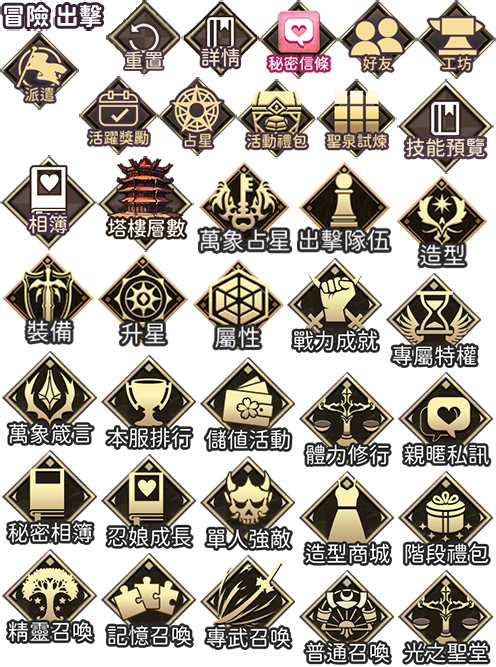 冒險 出擊
派遣
重置
詳情
秘密信條
好友
工坊
活躍獎勵
占星
活動禮包
聖泉試煉
技能預覽
相簿
塔樓層數
萬象占星
出擊隊伍
造型
裝備
升星
屬性
戰力成就
專屬特權
萬象箴言
本服排行
儲值活動
體力修行
親暱私訊
秘密相簿
忍娘成長
單人強敵
造型商城
階段禮包
精靈召喚
記憶召喚
專武召喚
普通召喚
光之聖堂